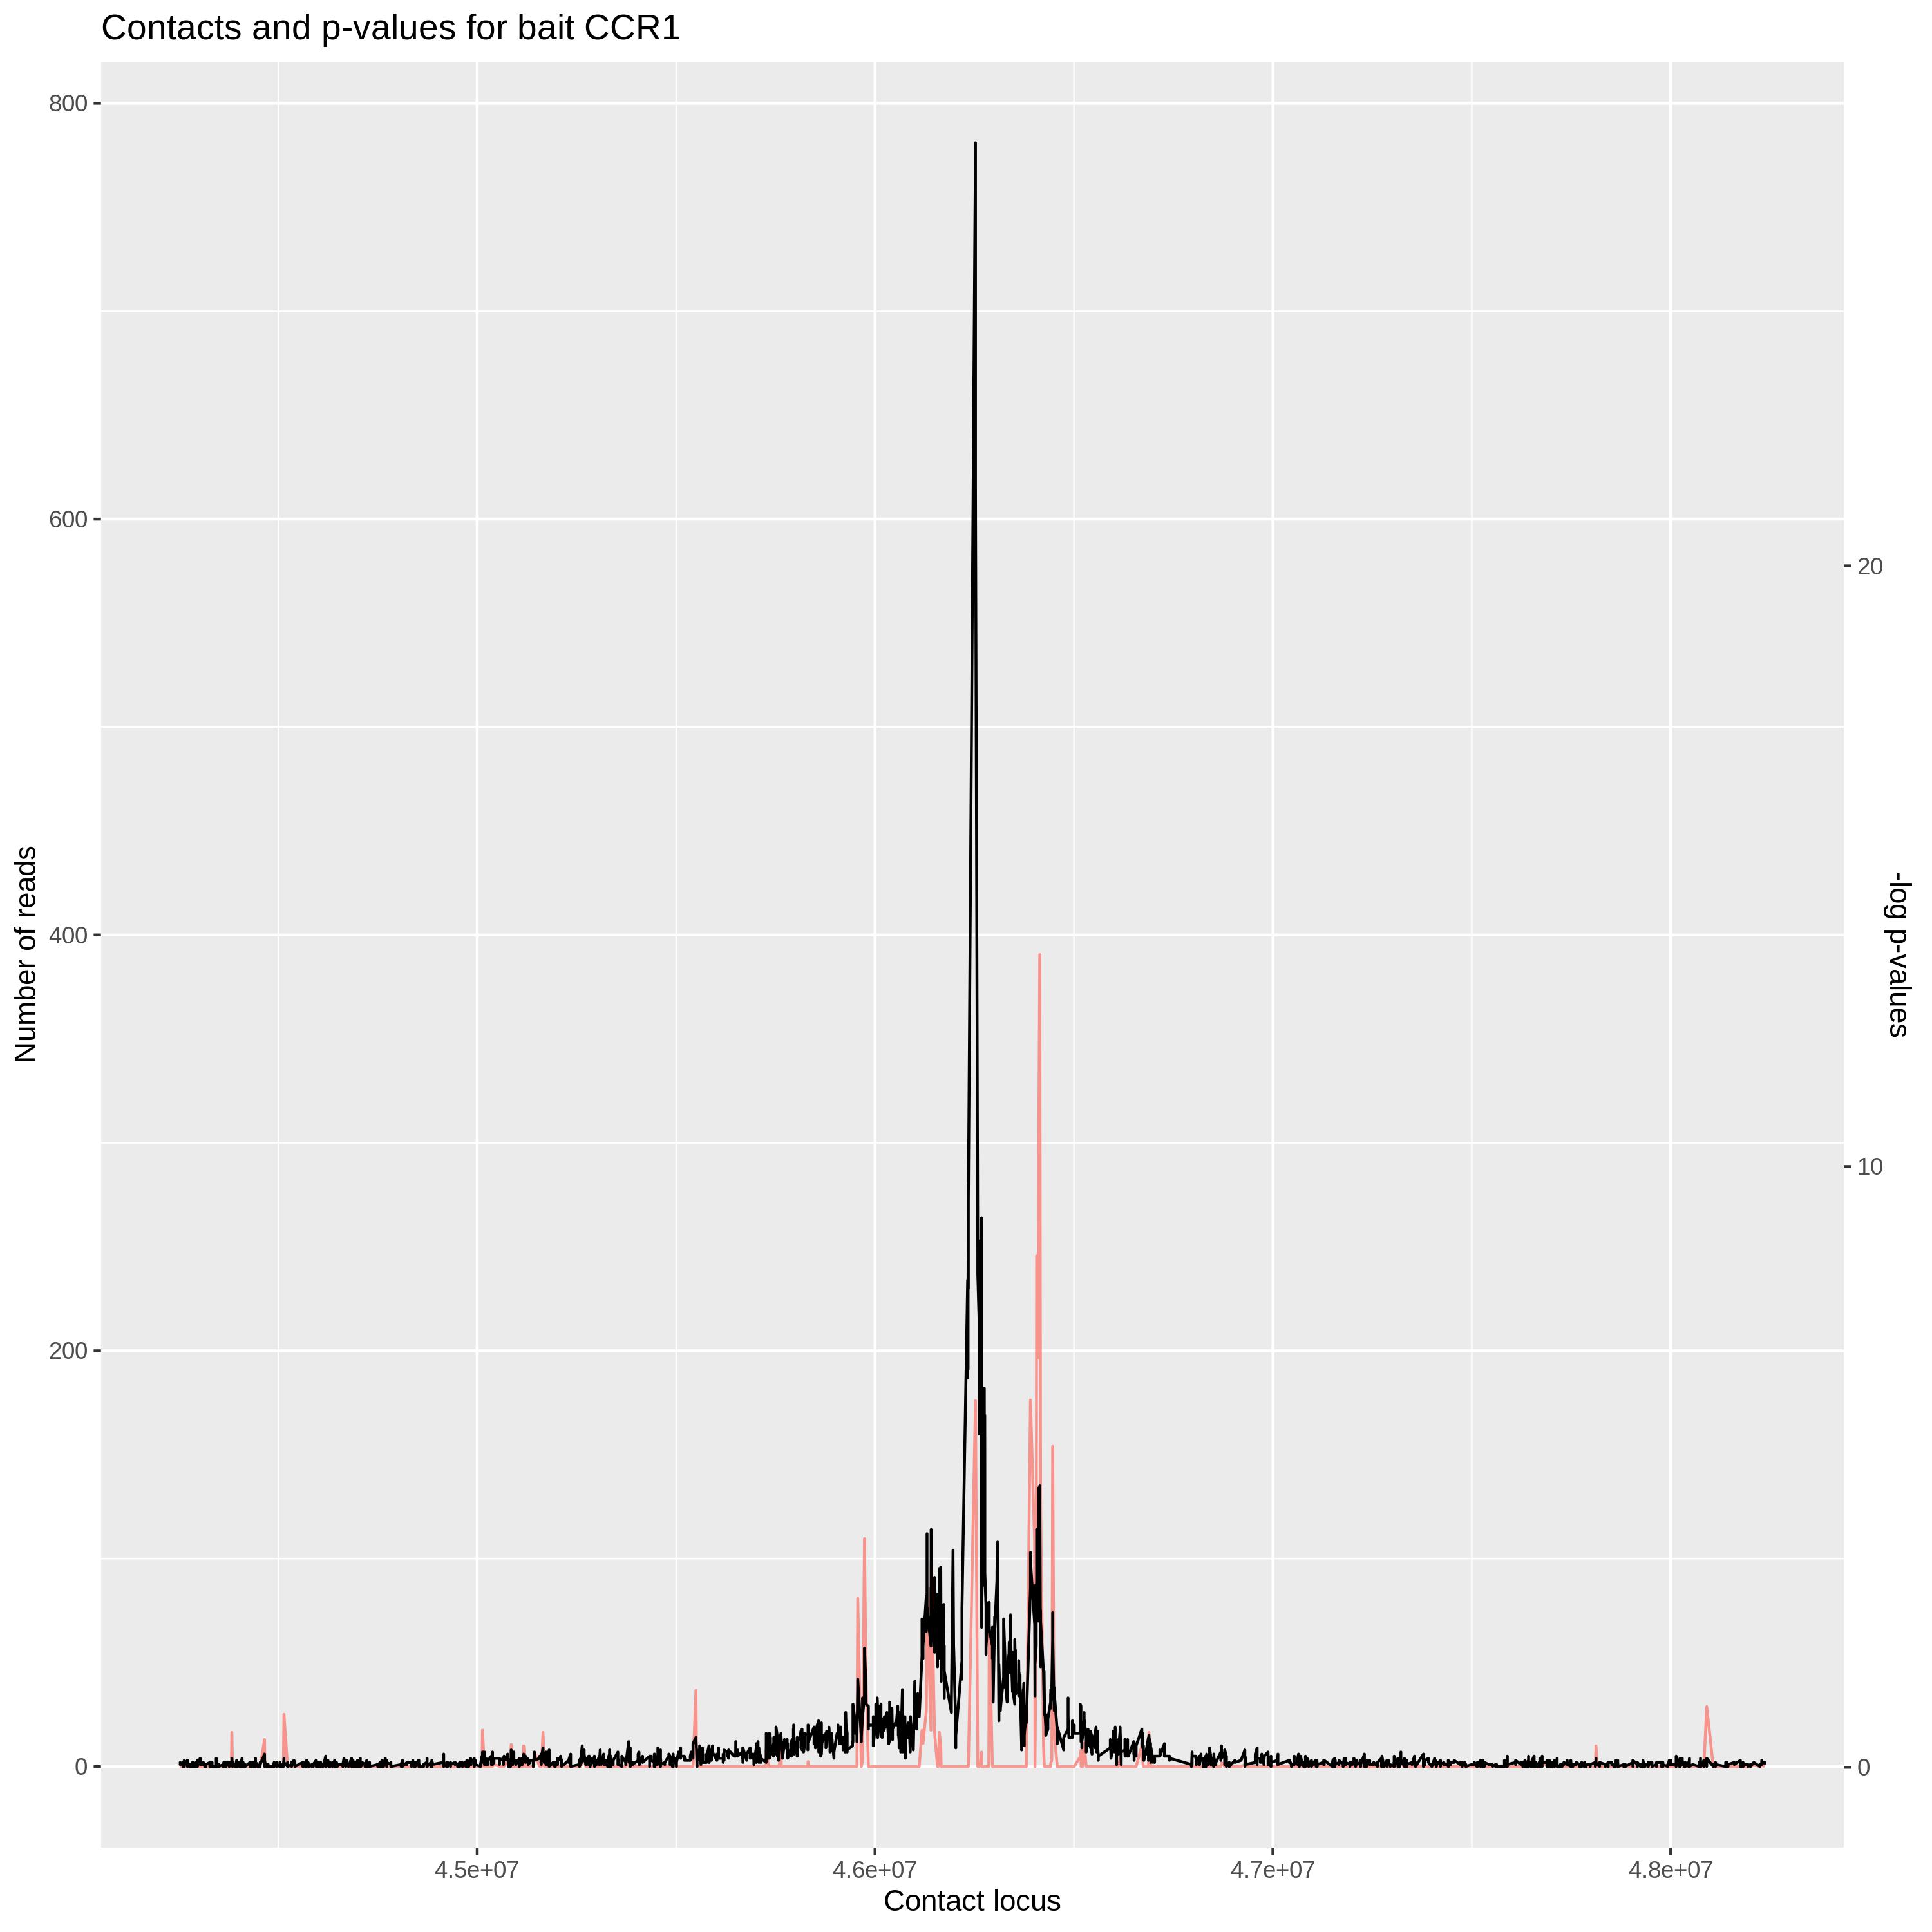 Contacts and p-values for bait CCR1
800
600
400
200
0
Number of reads
20
10
0
-log p-values
4.5e+07
4.6e+07
4.7e+07
4.8e+07
Contact locus